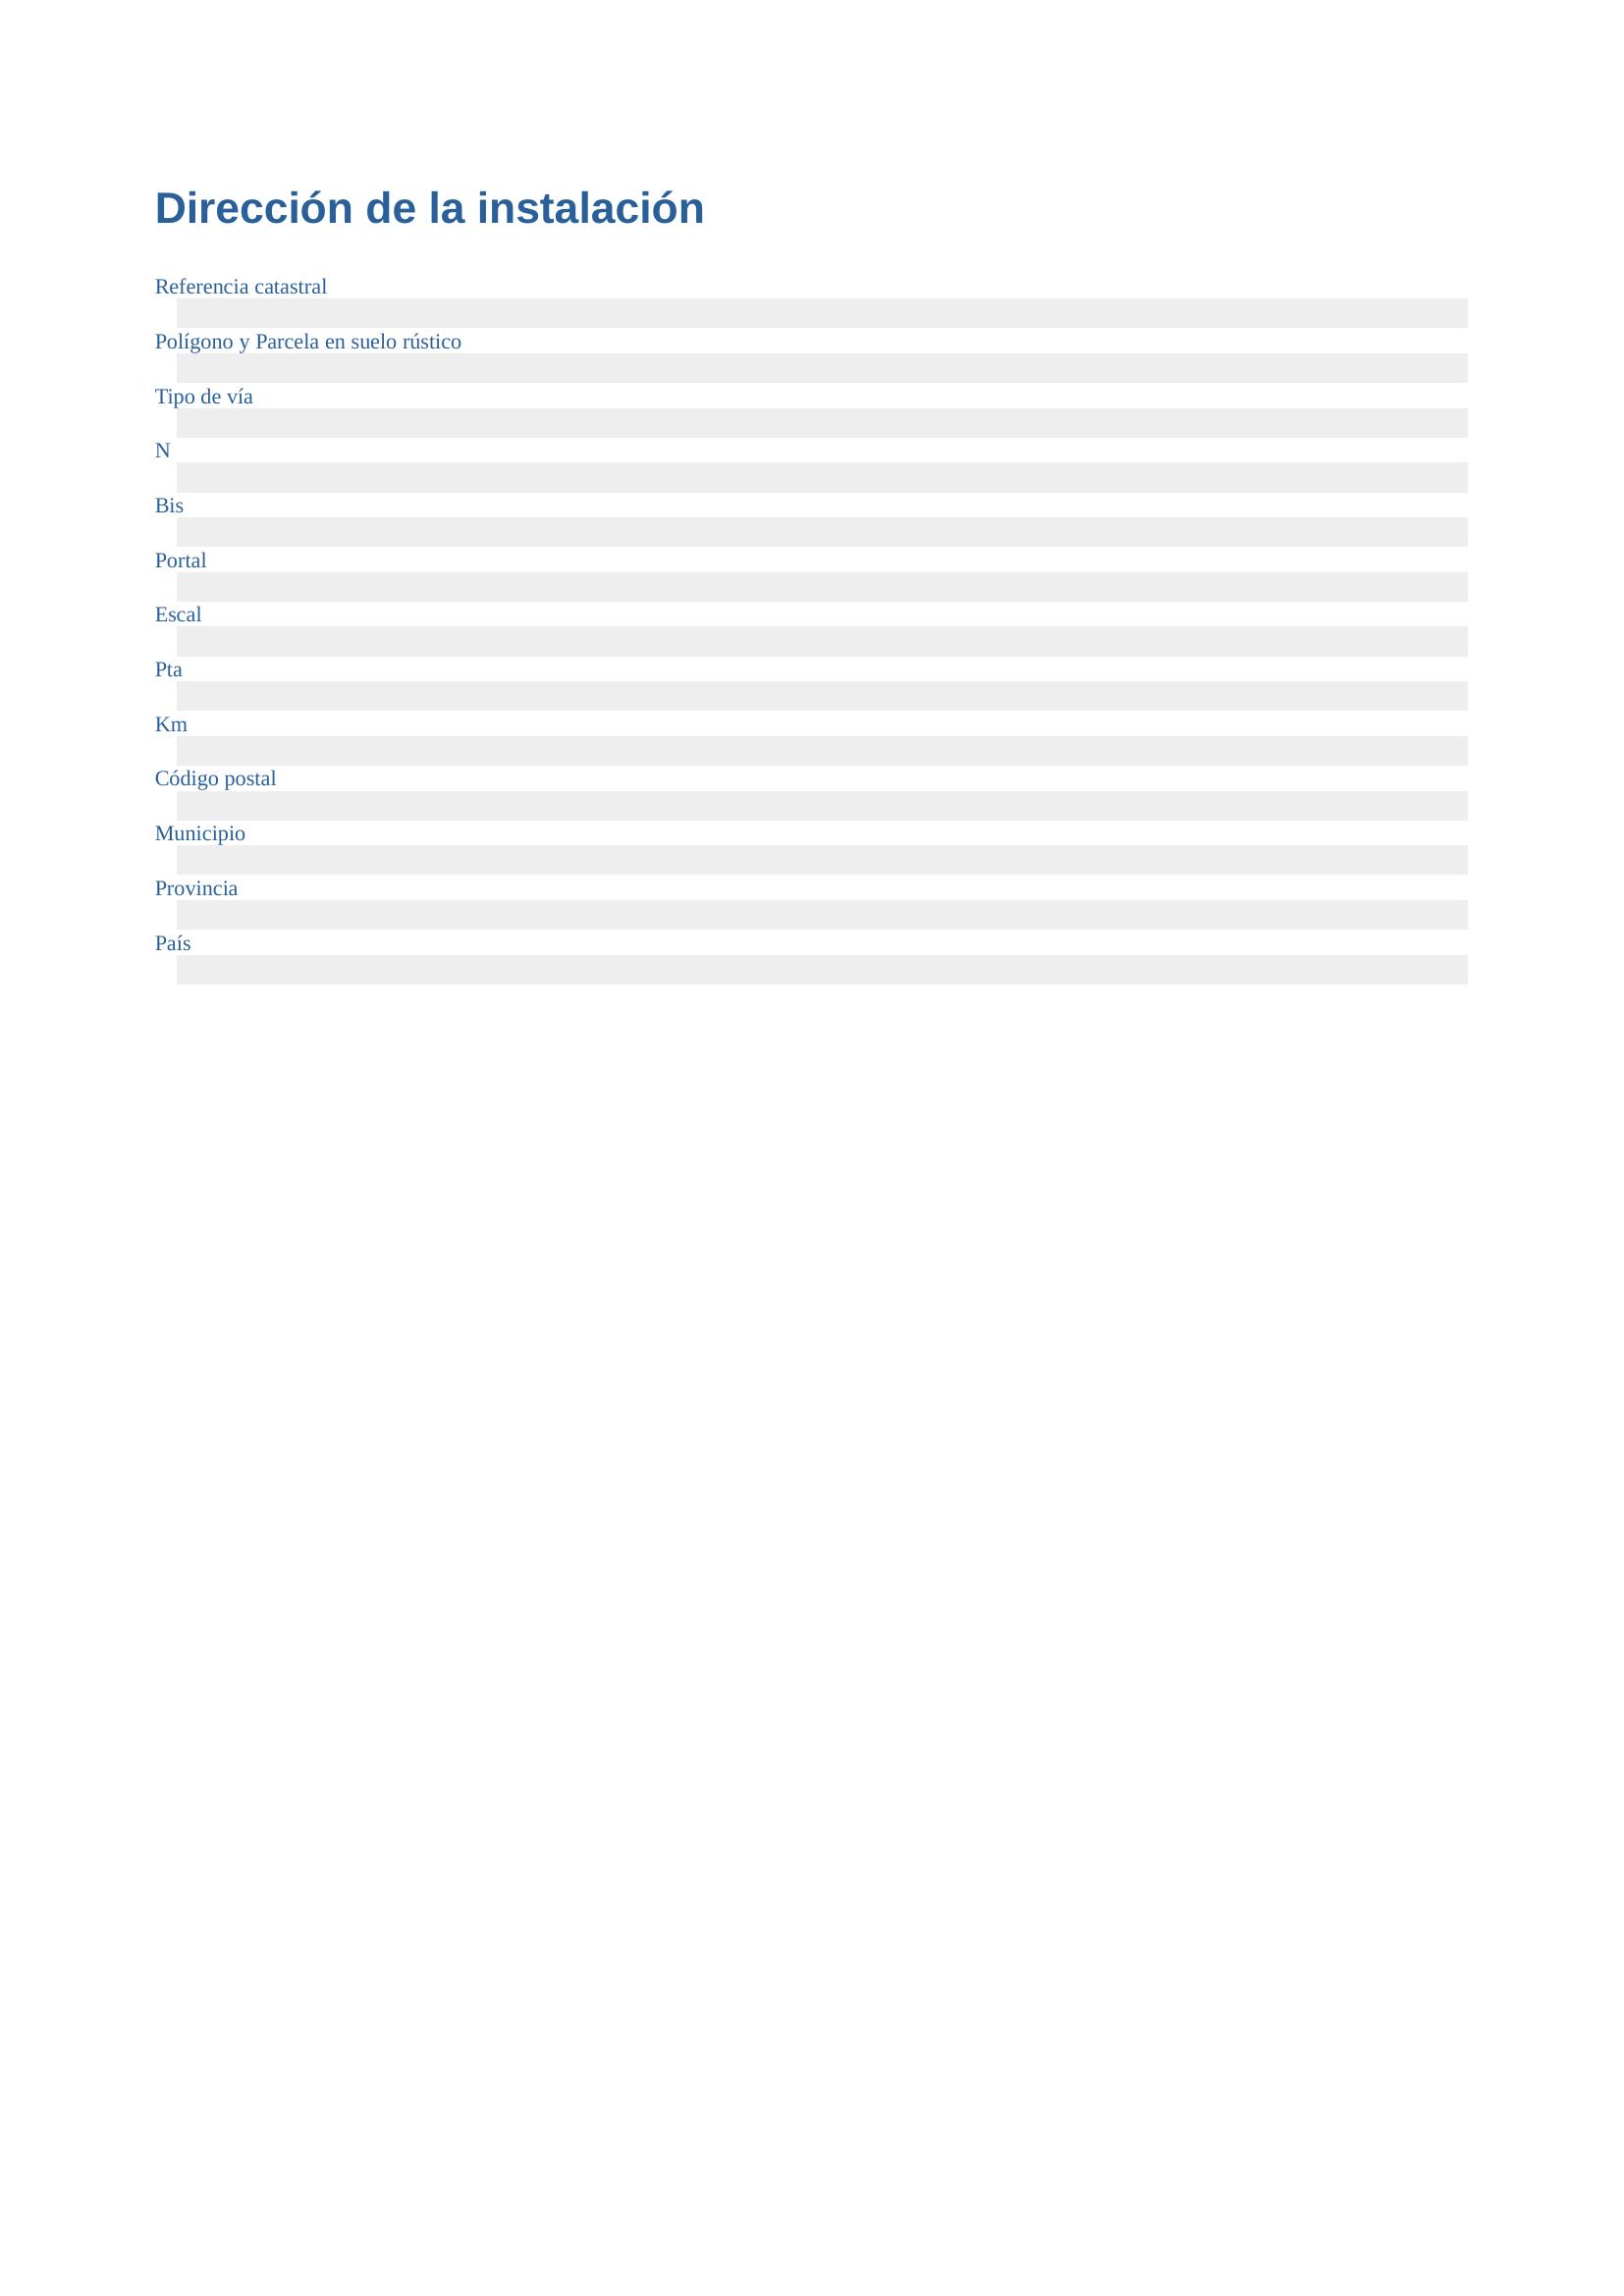 Dirección de la instalación
Referencia catastral
Polígono y Parcela en suelo rústico
Tipo de vía
N
Bis
Portal
Escal
Pta
Km
Código postal
Municipio
Provincia
País